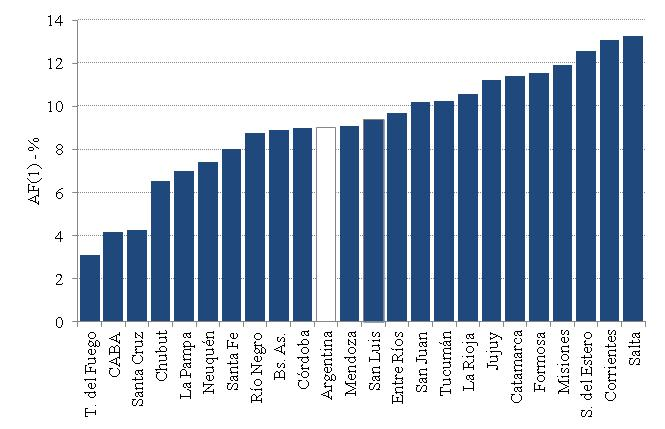 14
12
10
8
6
4
2
0
AF(1) - %
T. del Fuego
CABA
Santa Cruz
Chubut
La Pampa
Neuquén
Santa Fe
Río Negro
Bs. As.
Córdoba
Argentina
Mendoza
San Luis
Entre Ríos
San Juan
Tucumán
La Rioja
Jujuy
Catamarca
Formosa
Misiones
S. del Estero
Corrientes
Salta